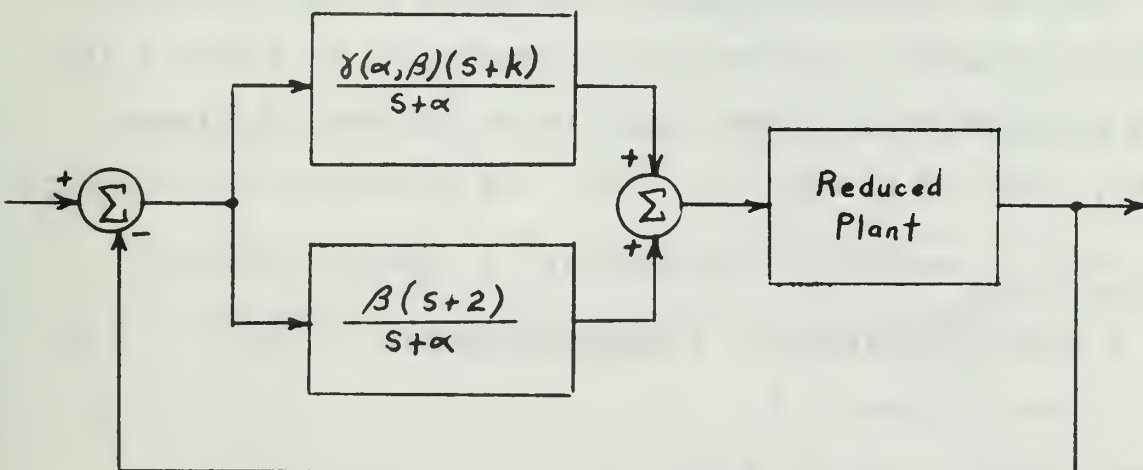 γ(α,β)(s+k)
s+α
+
Σ
-
+
Σ
+
Reduced
Plant
β(s+2)
s+α